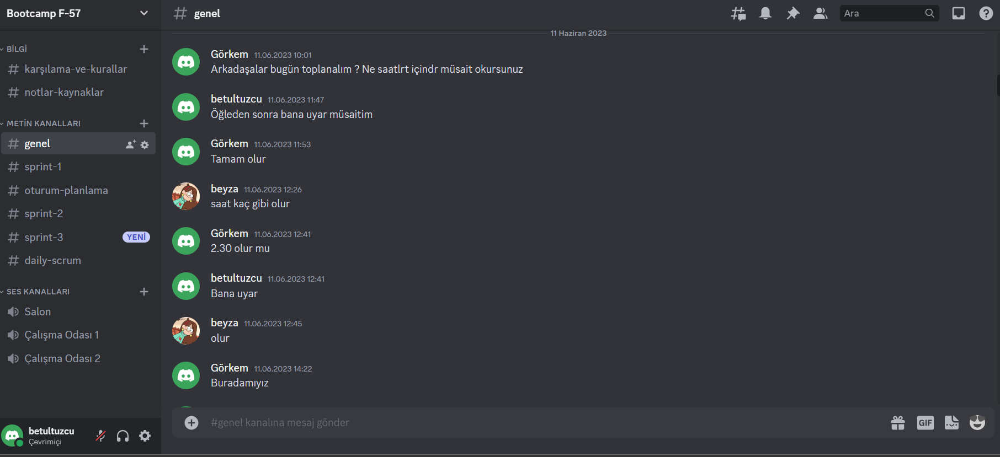 Bootcamp F-57
BİLGİ
karşılama-ve-kurallar
notlar-kaynaklar
METİN KANALLARI
genel
sprint-1
oturum-planlama
sprint-2
sprint-3 YENİ
daily-scrum
SES KANALLARI
Salon
Çalışma Odası 1
Çalışma Odası 2
betultuzcu
Çevrimiçi
genel
Ara
11 Haziran 2023
Görkem 11.06.2023 10:01
Arkadaşalar bugün toplanalım ? Ne saatlrt içindr müsait okursunuz
betultuzcu 11.06.2023 11:47
Öğleden sonra bana uyar müsaitim
Görkem 11.06.2023 11:53
Tamam olur
beyza 11.06.2023 12:26
saat kaç gibi olur
Görkem 11.06.2023 12:41
2.30 olur mu
betultuzcu 11.06.2023 12:41
Bana uyar
beyza 11.06.2023 12:45
olur
Görkem 11.06.2023 14:22
Buradamıyız
#genel kanalına mesaj gönder
GIF